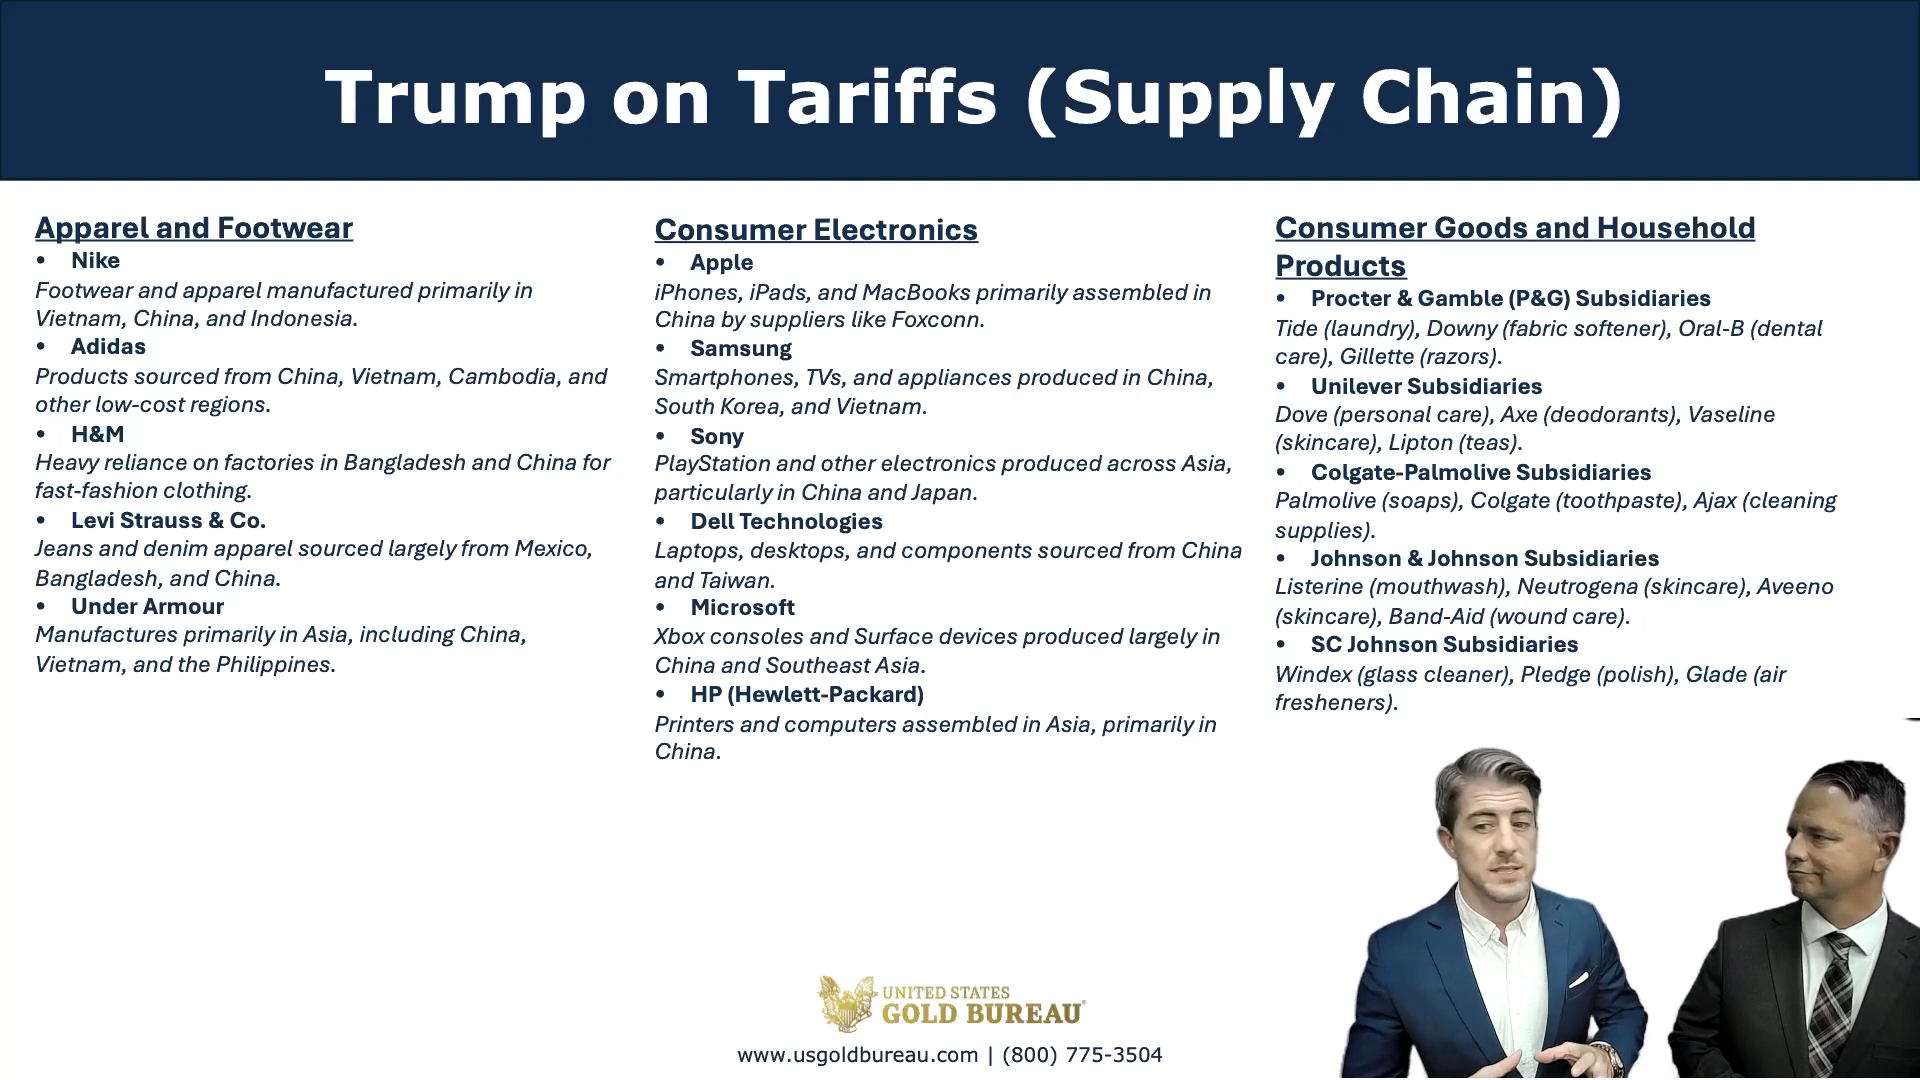 Trump on Tariffs (Supply Chain)
Apparel and Footwear
• Nike
Footwear and apparel manufactured primarily in
Vietnam, China, and Indonesia.
• Adidas
Products sourced from China, Vietnam, Cambodia, and
other low-cost regions.
• H&M
Heavy reliance on factories in Bangladesh and China for
fast-fashion clothing.
• Levi Strauss & Co.
Jeans and denim apparel sourced largely from Mexico,
Bangladesh, and China.
• Under Armour
Manufactures primarily in Asia, including China,
Vietnam, and the Philippines.
Consumer Electronics
• Apple
iPhones, iPads, and MacBooks primarily assembled in
China by suppliers like Foxconn.
• Samsung
Smartphones, TVs, and appliances produced in China,
South Korea, and Vietnam.
• Sony
PlayStation and other electronics produced across Asia,
particularly in China and Japan.
• Dell Technologies
Laptops, desktops, and components sourced from China
and Taiwan.
• Microsoft
Xbox consoles and Surface devices produced largely in
China and Southeast Asia.
• HP (Hewlett-Packard)
Printers and computers assembled in Asia, primarily in
China.
Consumer Goods and Household
Products
• Procter & Gamble (P&G) Subsidiaries
Tide (laundry), Downy (fabric softener), Oral-B (dental
care), Gillette (razors).
• Unilever Subsidiaries
Dove (personal care), Axe (deodorants), Vaseline
(skincare), Lipton (teas).
• Colgate-Palmolive Subsidiaries
Palmolive (soaps), Colgate (toothpaste), Ajax (cleaning
supplies).
• Johnson & Johnson Subsidiaries
Listerine (mouthwash), Neutrogena (skincare), Aveeno
(skincare), Band-Aid (wound care).
• SC Johnson Subsidiaries
Windex (glass cleaner), Pledge (polish), Glade (air
fresheners).
UNITED STATES
GOLD BUREAU®
www.usgoldbureau.com | (800) 775-3504